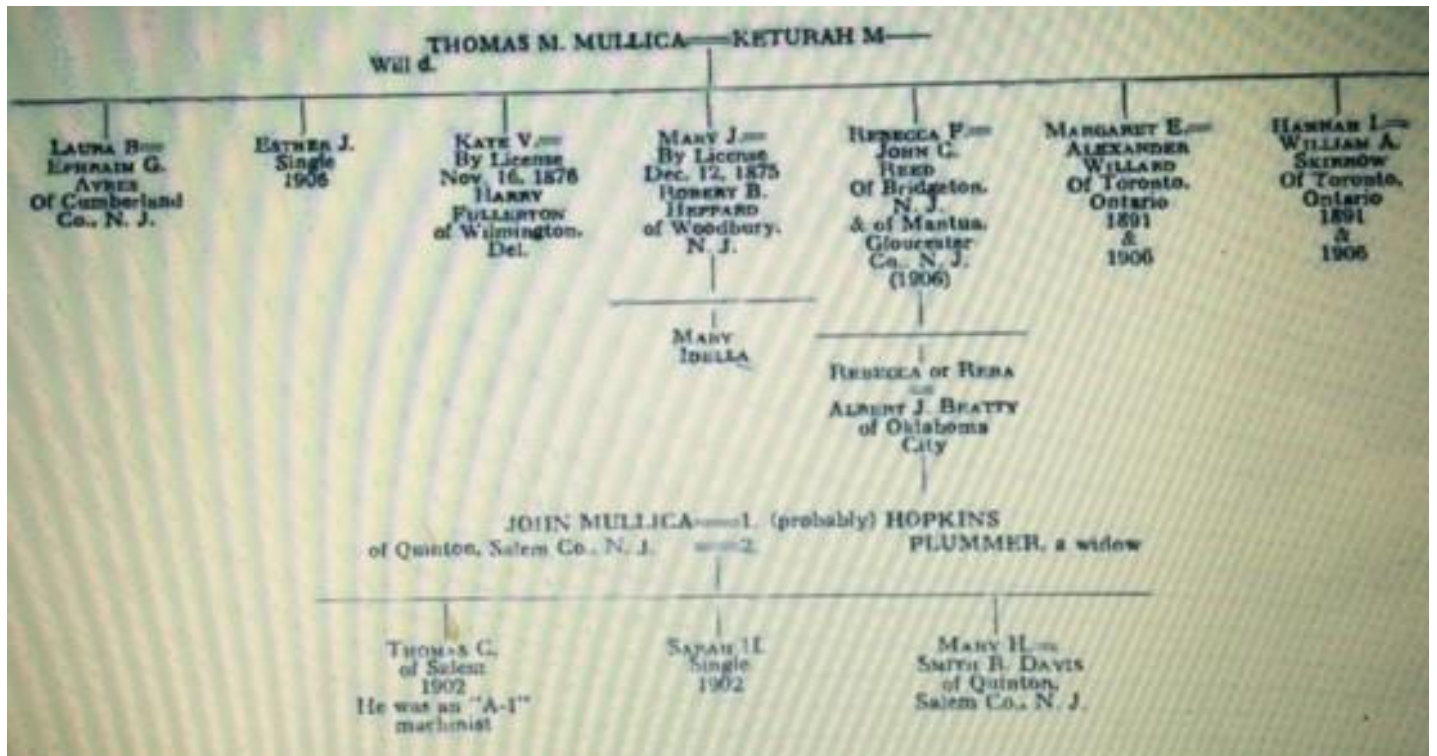 THOMAS M. MULLICA KETURAH M
Will d.
LAURA B
EPHRAIM G.
AYRES
Of Cumberland
Co., N. J.
ESTHER J.
Single
1906
KATE V.
By License
Nov. 16, 1876
HARRY
FULLERTON
of Wilmington,
Del.
MARY J.
By License
Dec. 12, 1875
ROBERT B.
HEPPARD
of Woodbury,
N. J.
REBECCA F.
JOHN C.
REED
Of Bridgeton,
N. J.
& of Mantua,
Gloucester
Co., N. J.
(1906)
MARGARET E.
ALEXANDER
WILLARD
Of Toronto,
Ontario
1891
&
1906
HANNAH L.
WILLIAM A.
SKIRROW
Of Toronto,
Ontario
1891
&
1906
MARY
IDELLA
REBECCA or REBA
ALBERT J. BEATTY
of Oklahoma
City
JOHN MULLICA 1. (probably) HOPKINS
of Quinton, Salem Co., N. J. 2. PLUMMER, a widow
THOMAS C.
of Salem
1902
He was an "A-1"
machinist
SARAH H.
Single
1902
MARY H.
SMITH B. DAVIS
of Quinton,
Salem Co., N. J.